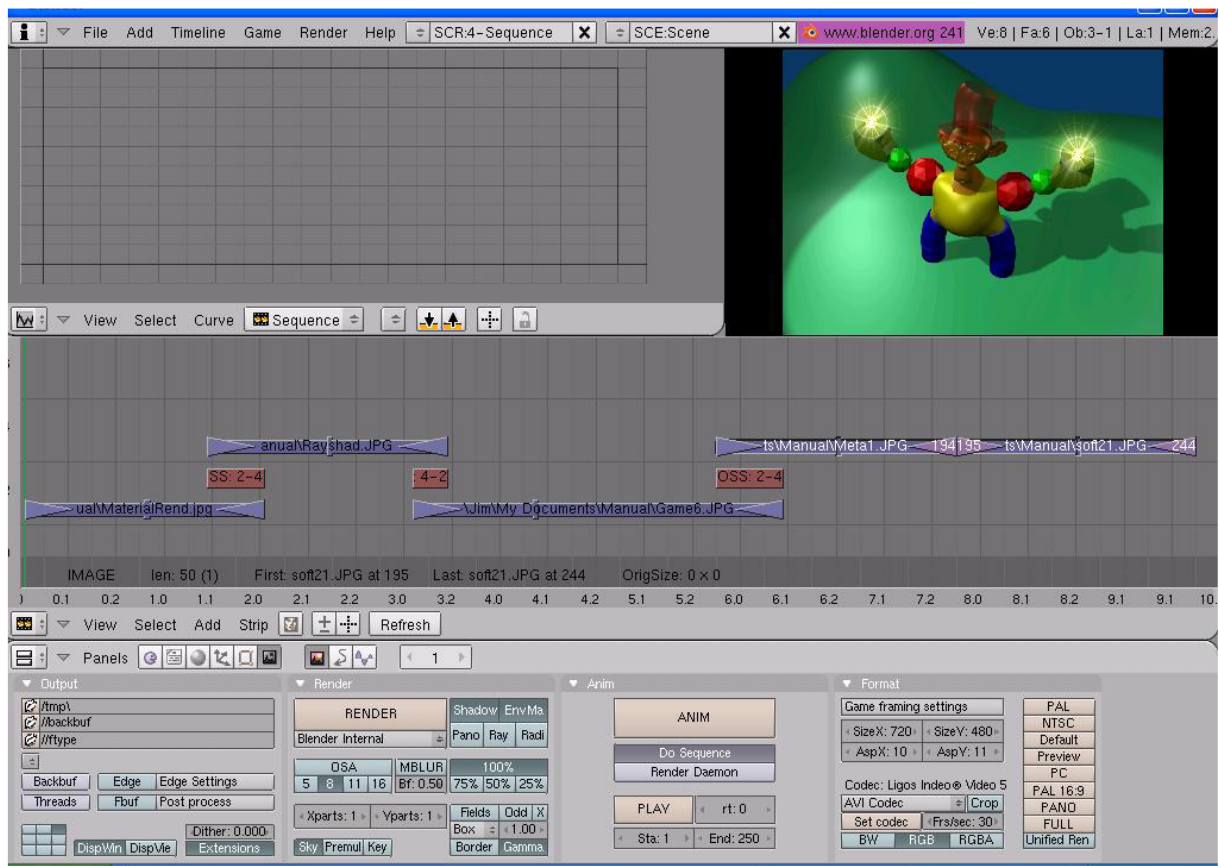 File Add Timeline Game Render Help SCR:4-Sequence X SCE:Scene X www.blender.org 241 Ve:8 | Fa:6 | Ob:3-1 | La:1 | Mem:2.
View Select Curve Sequence
anual\Rayshad.JPG ts\Manual\Meta1.JPG 194 195 ts\Manual\soft21.JPG 244
SS: 2-4 : 4-2 OSS: 2-4
ual\MaterialRend.jpg \Jim\My Documents\Manual\Game6.JPG
IMAGE len: 50 (1) First: soft21.JPG at 195 Last: soft21.JPG at 244 OrigSize: 0 x 0
0.1 0.2 1.0 1.1 2.0 2.1 2.2 3.0 3.2 4.0 4.1 4.2 5.1 5.2 6.0 6.1 6.2 7.1 7.2 8.0 8.1 8.2 9.1 9.1 10.
View Select Add Strip Refresh
Panels 1
Output Render Anim Format
/tmp\
//backbuf
//ftype
Backbuf Edge Edge Settings
Threads Fbuf Post process
Dither: 0.000
DispWin DispVie Extensions
RENDER Shadow EnvMa
Blender Internal Pano Ray Radi
OSA MBLUR 100%
5 8 11 16 Bf: 0.50 75% 50% 25%
Xparts: 1 Yparts: 1 Fields Odd X
Box 1.00
Sky Premul Key Border Gamma
ANIM
Do Sequence
Render Daemon
PLAY rt: 0
Sta: 1 End: 250
Game framing settings
SizeX: 720 SizeY: 480
AspX: 10 AspY: 11
Codec: Ligos Indeo® Video 5
AVI Codec Crop
Set codec Frs/sec: 30
BW RGB RGBA
PAL
NTSC
Default
Preview
PC
PAL 16:9
PANO
FULL
Unified Ren